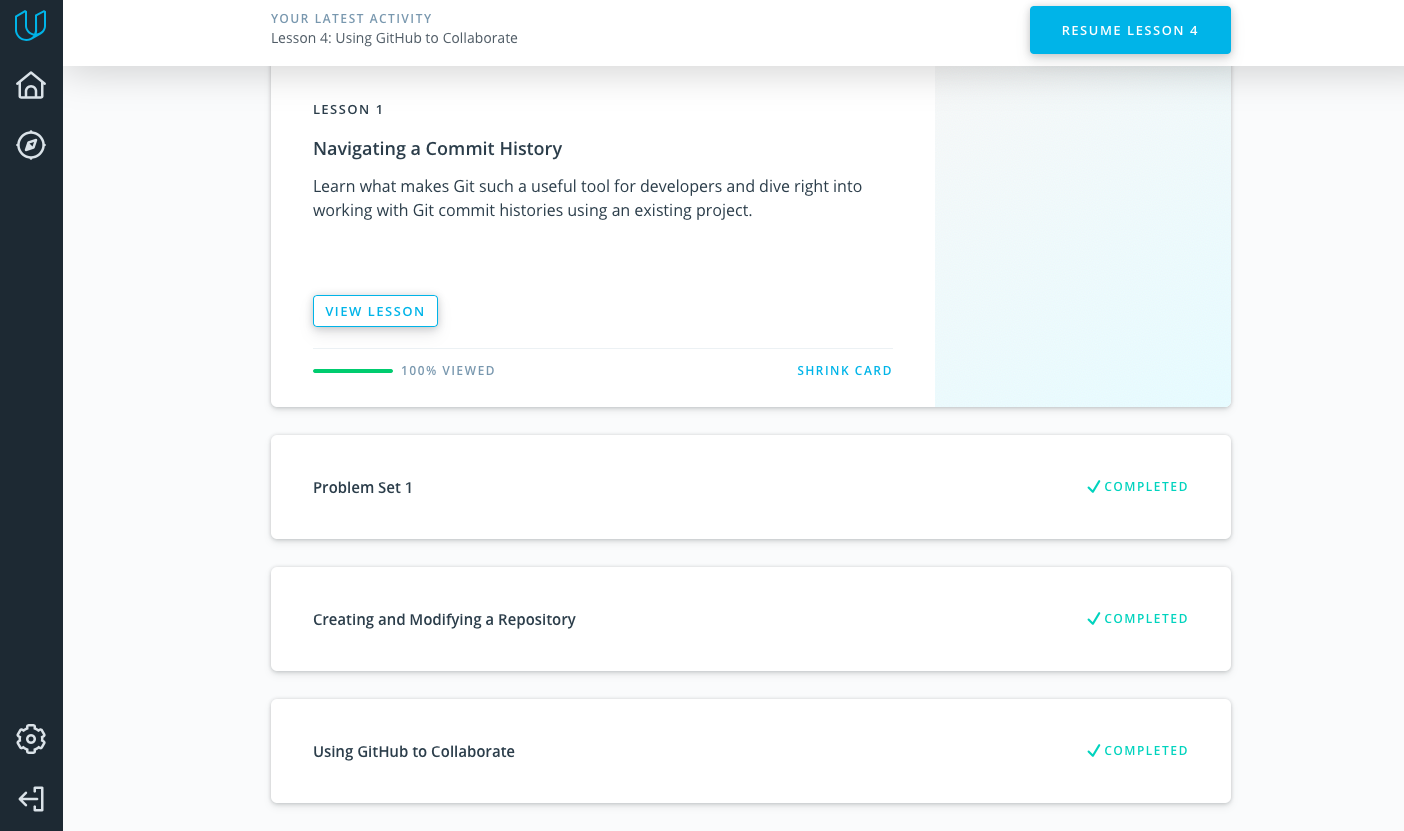 YOUR LATEST ACTIVITY
Lesson 4: Using GitHub to Collaborate
RESUME LESSON 4
LESSON 1
Navigating a Commit History
Learn what makes Git such a useful tool for developers and dive right into
working with Git commit histories using an existing project.
VIEW LESSON
100% VIEWED
SHRINK CARD
Problem Set 1
COMPLETED
Creating and Modifying a Repository
COMPLETED
Using GitHub to Collaborate
COMPLETED